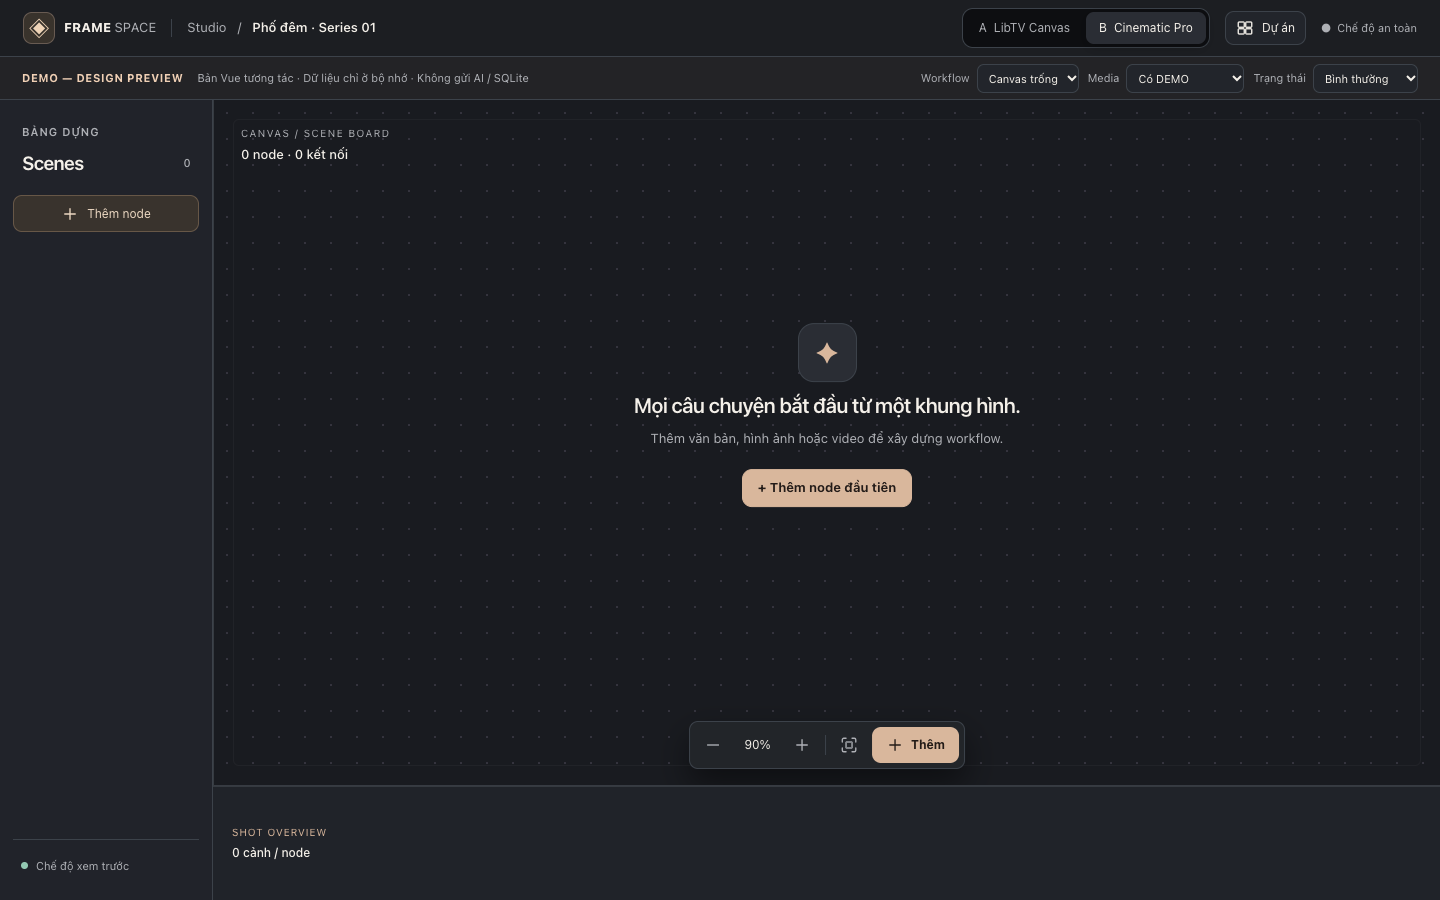 FRAME SPACE
Studio / Phố đêm · Series 01
A LibTV Canvas
B Cinematic Pro
Dự án
Chế độ an toàn
DEMO — DESIGN PREVIEW
Bản Vue tương tác · Dữ liệu chỉ ở bộ nhớ · Không gửi AI / SQLite
Workflow Canvas trống
Media Có DEMO
Trạng thái Bình thường
BẢNG DỰNG
Scenes 0
+ Thêm node
CANVAS / SCENE BOARD
0 node · 0 kết nối
Mọi câu chuyện bắt đầu từ một khung hình.
Thêm văn bản, hình ảnh hoặc video để xây dựng workflow.
+ Thêm node đầu tiên
90%
+ Thêm
SHOT OVERVIEW
0 cảnh / node
Chế độ xem trước